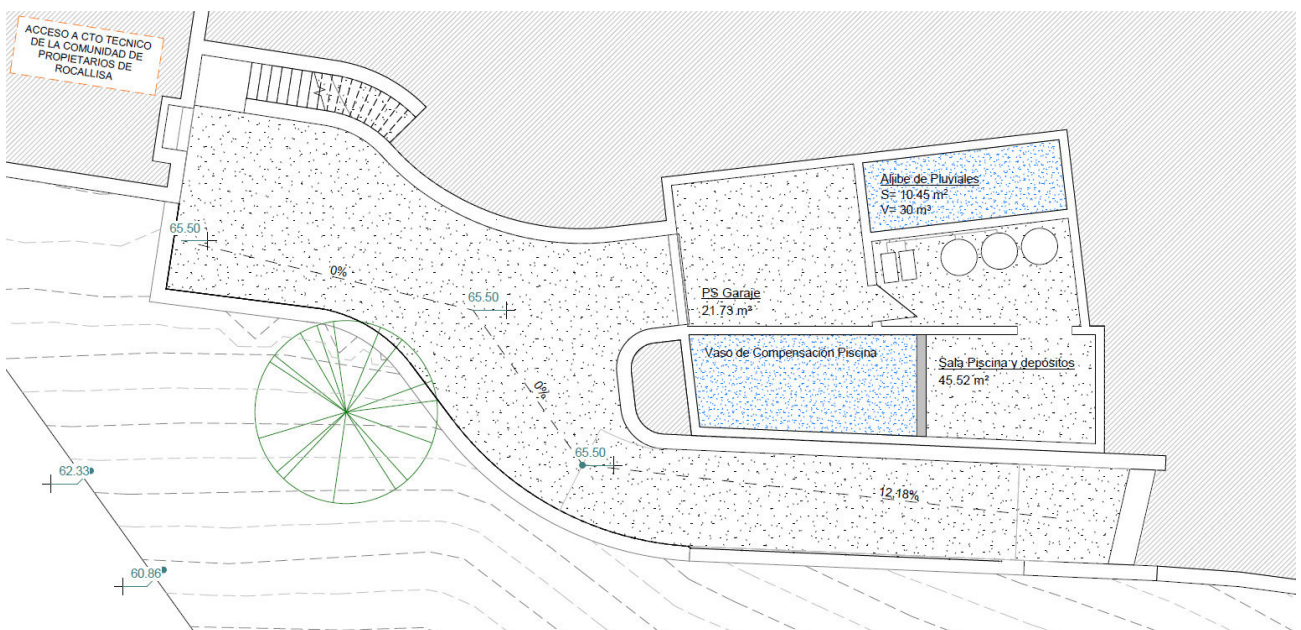 ACCESO A CTO TECNICO
DE LA COMUNIDAD DE
PROPIETARIOS DE
ROCALLISA
Aljibe de Pluviales
S= 10.45 m²
V= 30 m³
65.50
0%
65.50
PS Garaje
21.73 m²
Vaso de Compensación Piscina
Sala Piscina y depósitos
45.52 m²
0%
65.50
12,18%
62.33
60.86